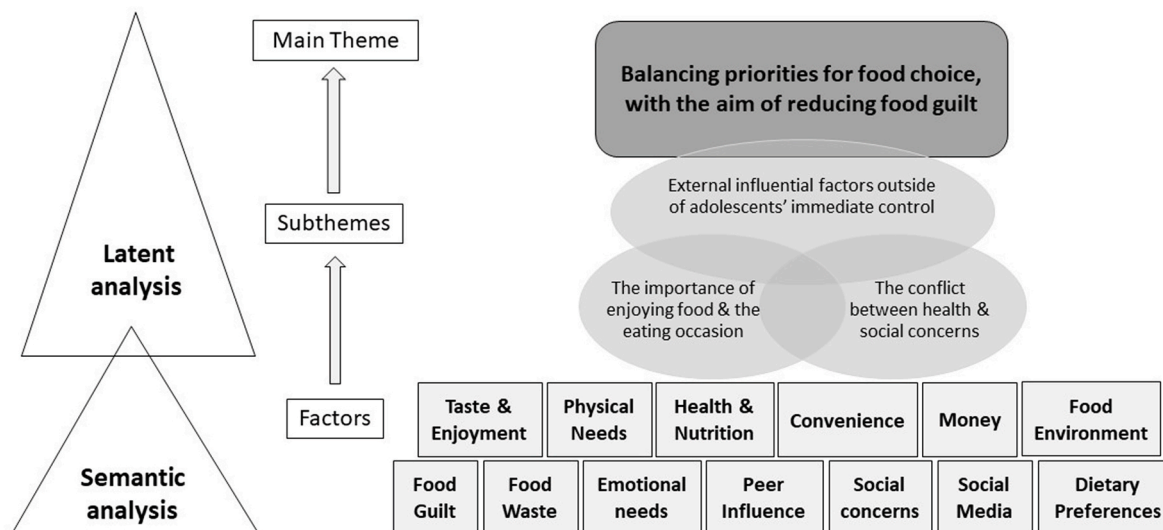 Main Theme
Balancing priorities for food choice,
with the aim of reducing food guilt
External influential factors outside
of adolescents' immediate control
Subthemes
Latent
analysis
The importance of
enjoying food & the
eating occasion
The conflict
between health &
social concerns
Factors
Taste &
Enjoyment
Physical
Needs
Health &
Nutrition
Convenience
Money
Food
Environment
Semantic
analysis
Food
Guilt
Food
Waste
Emotional
needs
Peer
Influence
Social
concerns
Social
Media
Dietary
Preferences